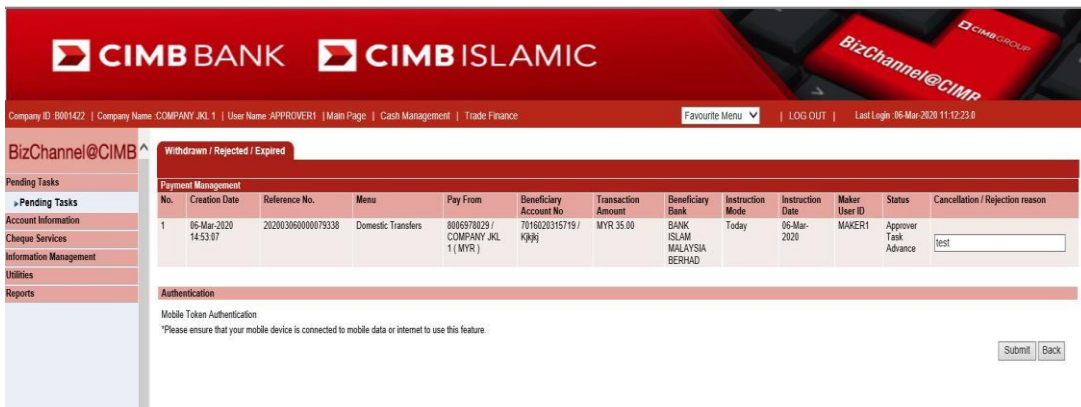 CIMB BANK CIMB ISLAMIC
CIMB GROUP
BizChannel@CIMB
Company ID :B001422 | Company Name :COMPANY JKL 1 | User Name :APPROVER1 | Main Page | Cash Management | Trade Finance Favourite Menu | LOG OUT | Last Login :06-Mar-2020 11:12:23.0
BizChannel@CIMB
Pending Tasks
Pending Tasks
Account Information
Cheque Services
Information Management
Utilities
Reports
Withdrawn / Rejected / Expired
Payment Management
No. Creation Date Reference No. Menu Pay From Beneficiary Account No Transaction Amount Beneficiary Bank Instruction Mode Instruction Date Maker User ID Status Cancellation / Rejection reason
1 06-Mar-2020 202003060000079338 Domestic Transfers 8006978029 / 7016020315719 / MYR 35.00 BANK Today 06-Mar- MAKER1 Approver
14:53:07 COMPANY JKL Kjkjkj ISLAM 2020 Task test
1 ( MYR ) MALAYSIA Advance
BERHAD
Authentication
Mobile Token Authentication
*Please ensure that your mobile device is connected to mobile data or internet to use this feature.
Submit Back